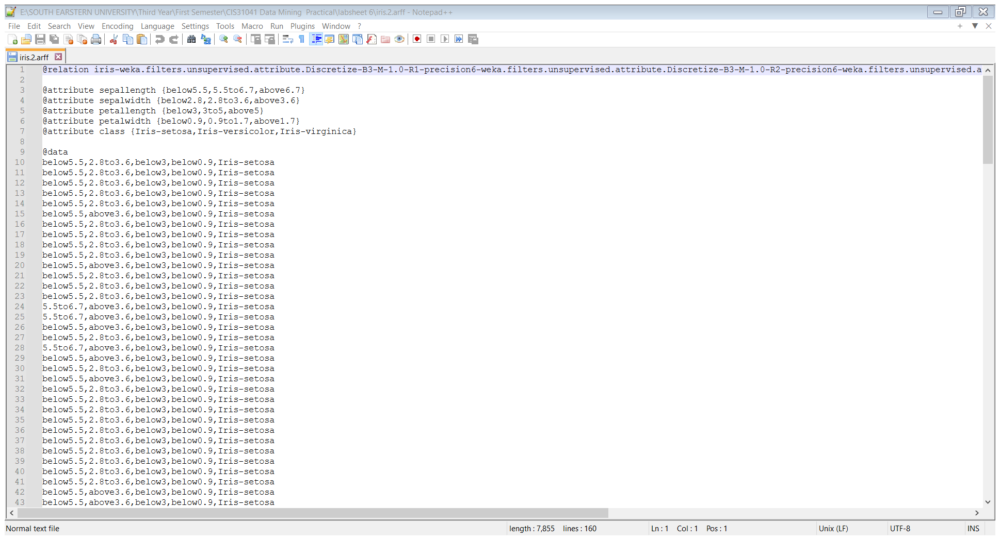 E:\SOUTH EARSTERN UNIVERSITY\Third Year\First Semester\CIS31041 Data Mining  Practical\labsheet 6\iris.2.arff - Notepad++
File Edit Search View Encoding Language Settings Tools Macro Run Plugins Window ?
iris.2.arff
1 @relation iris-weka.filters.unsupervised.attribute.Discretize-B3-M-1.0-R1-precision6-weka.filters.unsupervised.attribute.Discretize-B3-M-1.0-R2-precision6-weka.filters.unsupervised.a
2
3 @attribute sepallength {below5.5,5.5to6.7,above6.7}
4 @attribute sepalwidth {below2.8,2.8to3.6,above3.6}
5 @attribute petallength {below3,3to5,above5}
6 @attribute petalwidth {below0.9,0.9to1.7,above1.7}
7 @attribute class {Iris-setosa,Iris-versicolor,Iris-virginica}
8
9 @data
10 below5.5,2.8to3.6,below3,below0.9,Iris-setosa
11 below5.5,2.8to3.6,below3,below0.9,Iris-setosa
12 below5.5,2.8to3.6,below3,below0.9,Iris-setosa
13 below5.5,2.8to3.6,below3,below0.9,Iris-setosa
14 below5.5,2.8to3.6,below3,below0.9,Iris-setosa
15 below5.5,above3.6,below3,below0.9,Iris-setosa
16 below5.5,2.8to3.6,below3,below0.9,Iris-setosa
17 below5.5,2.8to3.6,below3,below0.9,Iris-setosa
18 below5.5,2.8to3.6,below3,below0.9,Iris-setosa
19 below5.5,2.8to3.6,below3,below0.9,Iris-setosa
20 below5.5,above3.6,below3,below0.9,Iris-setosa
21 below5.5,2.8to3.6,below3,below0.9,Iris-setosa
22 below5.5,2.8to3.6,below3,below0.9,Iris-setosa
23 below5.5,2.8to3.6,below3,below0.9,Iris-setosa
24 5.5to6.7,above3.6,below3,below0.9,Iris-setosa
25 5.5to6.7,above3.6,below3,below0.9,Iris-setosa
26 below5.5,above3.6,below3,below0.9,Iris-setosa
27 below5.5,2.8to3.6,below3,below0.9,Iris-setosa
28 5.5to6.7,above3.6,below3,below0.9,Iris-setosa
29 below5.5,above3.6,below3,below0.9,Iris-setosa
30 below5.5,2.8to3.6,below3,below0.9,Iris-setosa
31 below5.5,above3.6,below3,below0.9,Iris-setosa
32 below5.5,2.8to3.6,below3,below0.9,Iris-setosa
33 below5.5,2.8to3.6,below3,below0.9,Iris-setosa
34 below5.5,2.8to3.6,below3,below0.9,Iris-setosa
35 below5.5,2.8to3.6,below3,below0.9,Iris-setosa
36 below5.5,2.8to3.6,below3,below0.9,Iris-setosa
37 below5.5,2.8to3.6,below3,below0.9,Iris-setosa
38 below5.5,2.8to3.6,below3,below0.9,Iris-setosa
39 below5.5,2.8to3.6,below3,below0.9,Iris-setosa
40 below5.5,2.8to3.6,below3,below0.9,Iris-setosa
41 below5.5,2.8to3.6,below3,below0.9,Iris-setosa
42 below5.5,above3.6,below3,below0.9,Iris-setosa
43 below5.5,above3.6,below3,below0.9,Iris-setosa
Normal text file length : 7,855 lines : 160 Ln : 1 Col : 1 Pos : 1 Unix (LF) UTF-8 INS